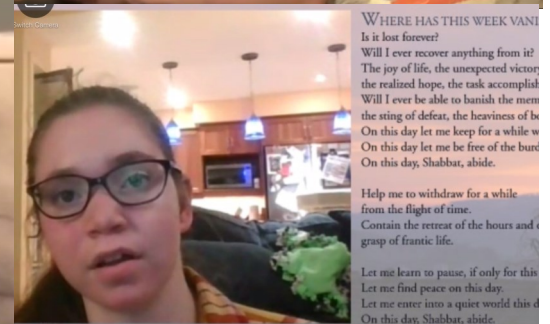 Switch Camera
WHERE HAS THIS WEEK
Is it lost forever?
Will I ever recover anything from it?
The joy of life, the unexpected victory
the realized hope, the task
Will I ever be able to banish the
the sting of defeat, the heaviness of
On this day let me keep for a while
On this day let me be free of the
On this day, Shabbat, abide.
Help me to withdraw for a while
from the flight of time.
Contain the retreat of the hours and
grasp of frantic life.
Let me learn to pause, if only for this
Let me find peace on this day.
Let me enter into a quiet world this
On this day, Shabbat, abide.